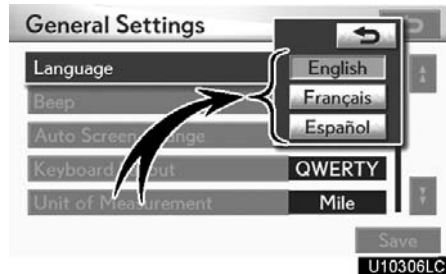 General Settings
Language
English
Beep
Français
Auto Screen Change
Español
Keyboard Layout
QWERTY
Unit of Measurement
Mile
Save
U10306LC